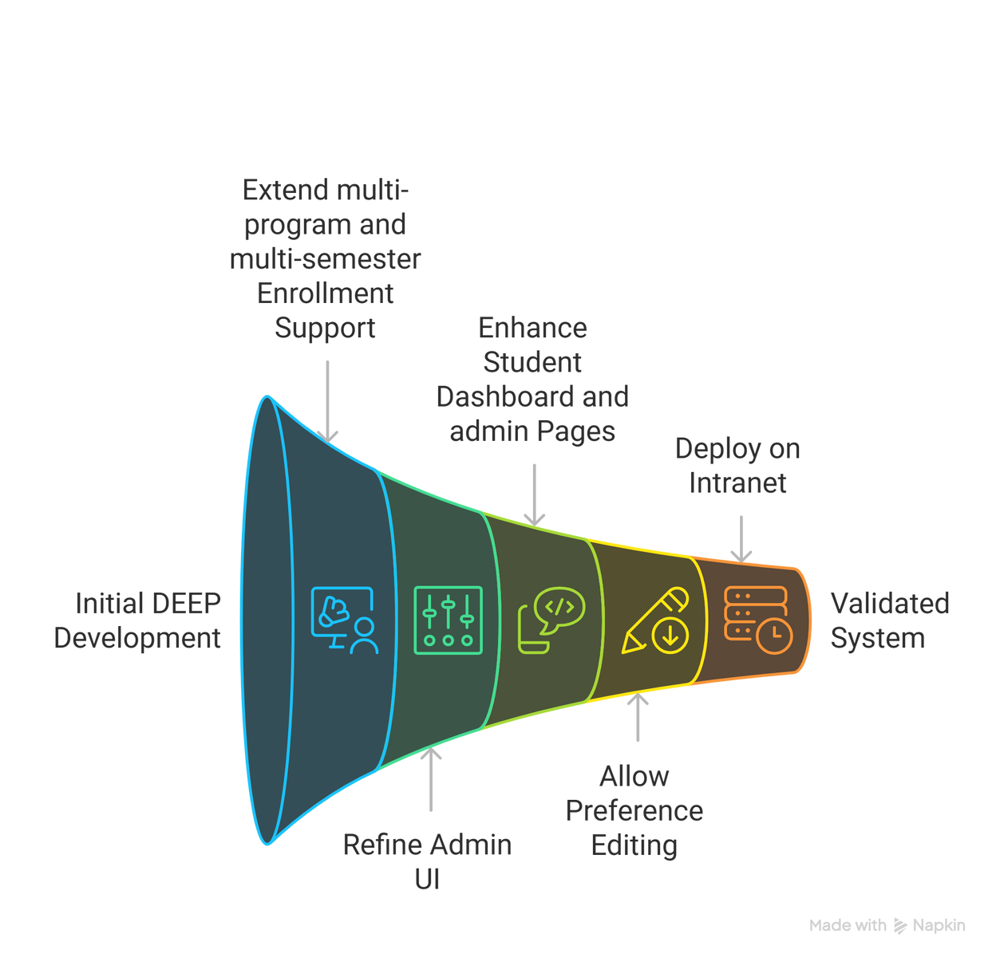 Extend multi-
program and
multi-semester
Enrollment
Support
Enhance
Student
Dashboard and
admin Pages
Deploy on
Intranet
Initial DEEP
Development
</>
Validated
System
Allow
Preference
Editing
Refine Admin
UI
Made with Napkin